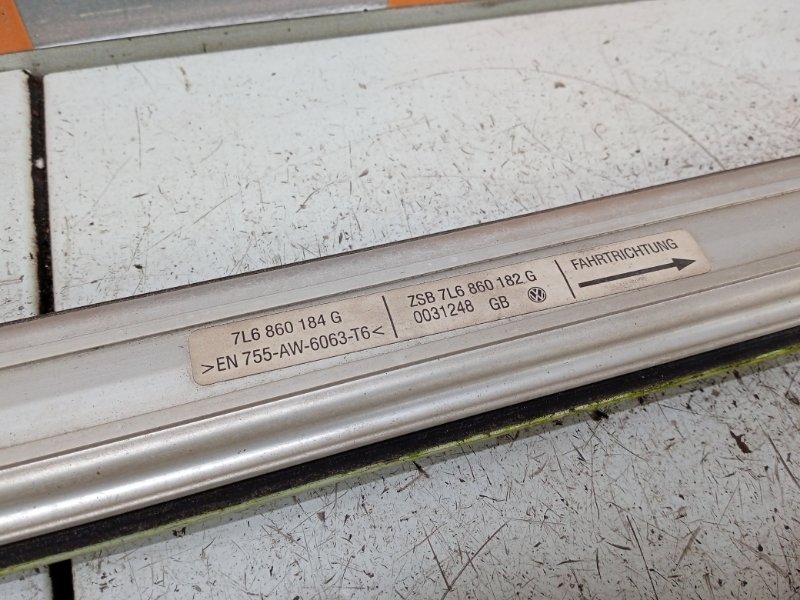 7L6 860 184 G
>EN 755-AW-6063-T6<
ZSB 7L6 860 182 G
0031248 GB
FAHRTRICHTUNG